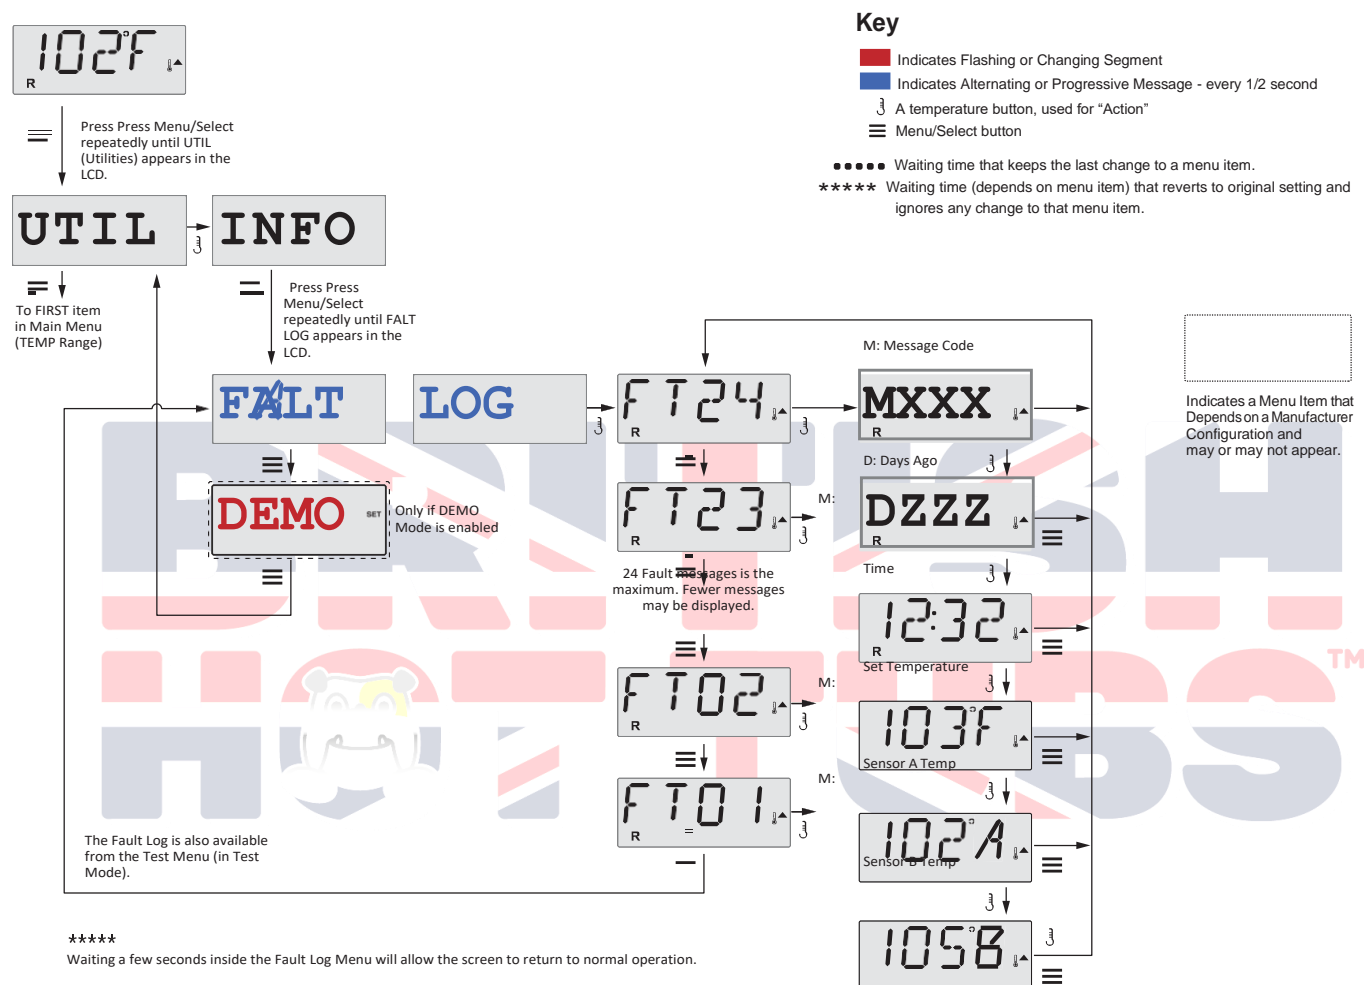 Key
Indicates Flashing or Changing Segment
Indicates Alternating or Progressive Message - every 1/2 second
A temperature button, used for “Action”
Menu/Select button
Waiting time that keeps the last change to a menu item.
***** Waiting time (depends on menu item) that reverts to original setting and
ignores any change to that menu item.
102°F
R
Press Press Menu/Select
repeatedly until UTIL
(Utilities) appears in the
LCD.
UTIL
INFO
To FIRST item
in Main Menu
(TEMP Range)
Press Press
Menu/Select
repeatedly until FALT
LOG appears in the
LCD.
FALT
LOG
DEMO
SET
Only if DEMO
Mode is enabled
FT24
R
FT23
R
M:
24 Fault messages is the
maximum. Fewer messages
may be displayed.
FT02
R
M:
FT01
R
M:
M: Message Code
MXXX
R
D: Days Ago
DZZZ
R
Time
12:32
R
Set Temperature
103°F
Sensor A Temp
102°A
Sensor B Temp
105°B
Indicates a Menu Item that
Depends on a Manufacturer
Configuration and
may or may not appear.
BRITISH
HOT TUBS™
The Fault Log is also available
from the Test Menu (in Test
Mode).
*****
Waiting a few seconds inside the Fault Log Menu will allow the screen to return to normal operation.